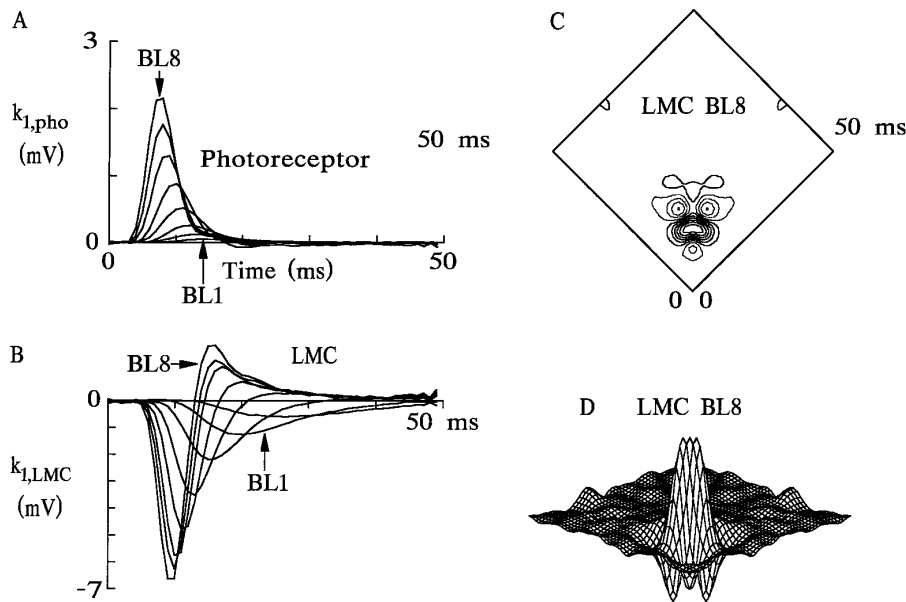 A
3
BL8
k1,pho
(mV)
Photoreceptor
0
0
Time (ms)
50
BL1
50 ms
C
LMC BL8
50 ms
0 0
B
BL8
LMC
0
50 ms
k1,LMC
(mV)
BL1
-7
D LMC BL8